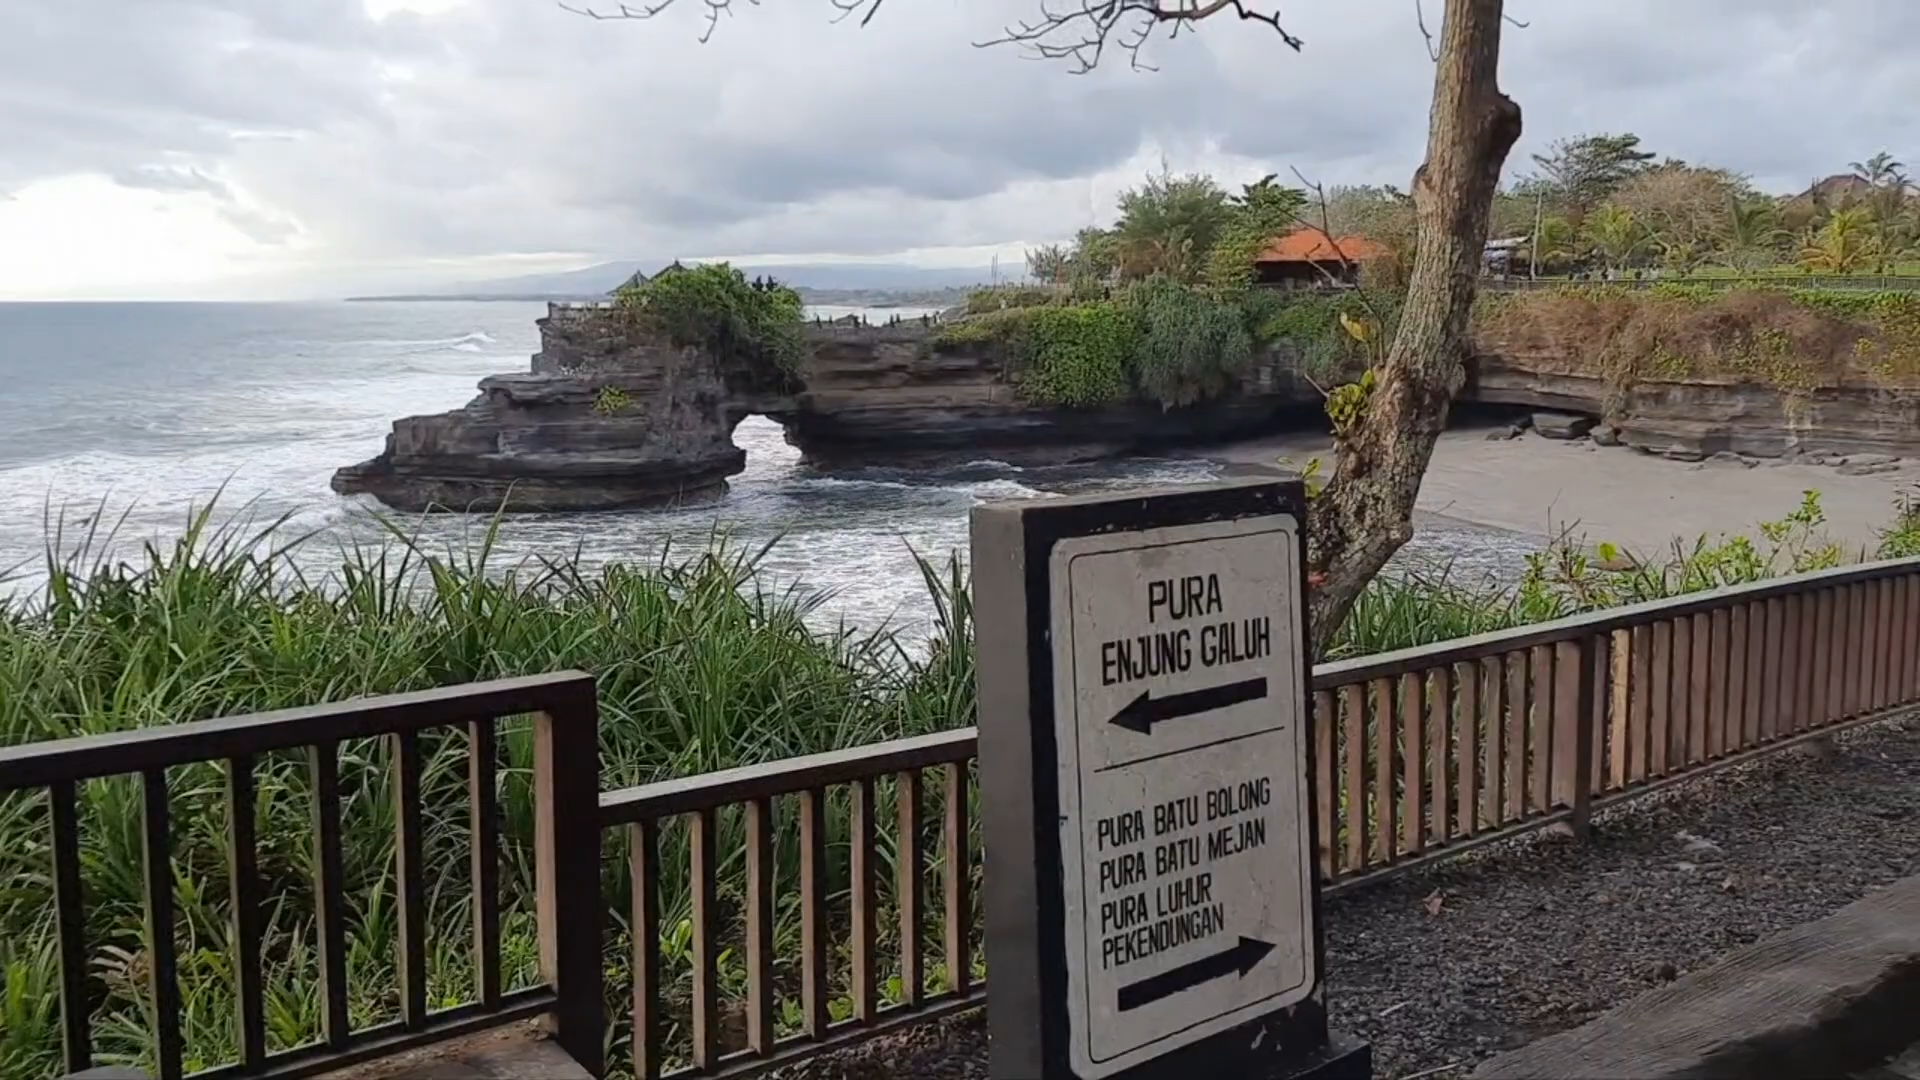 PURA
ENJUNG GALUH
PURA BATU BOLONG
PURA BATU MEJAN
PURA LUHUR
PEKENDUNGAN